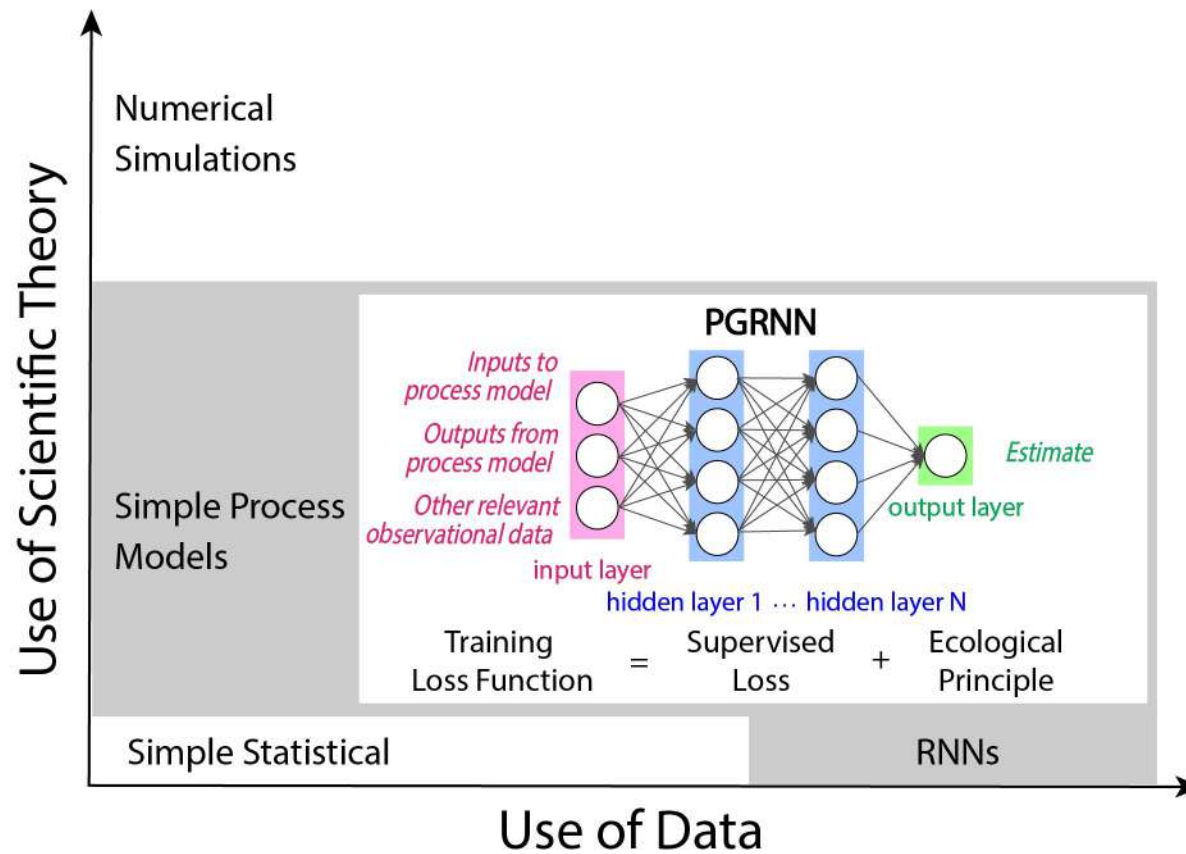 Use of Scientific Theory
Numerical
Simulations
Simple Process
Models
PGRNN
Inputs to
process model
Outputs from
process model
Other relevant
observational data
input layer
hidden layer 1 ... hidden layer N
output layer
Estimate
Training
Loss Function
=
Supervised
Loss
+
Ecological
Principle
Simple Statistical
RNNs
Use of Data